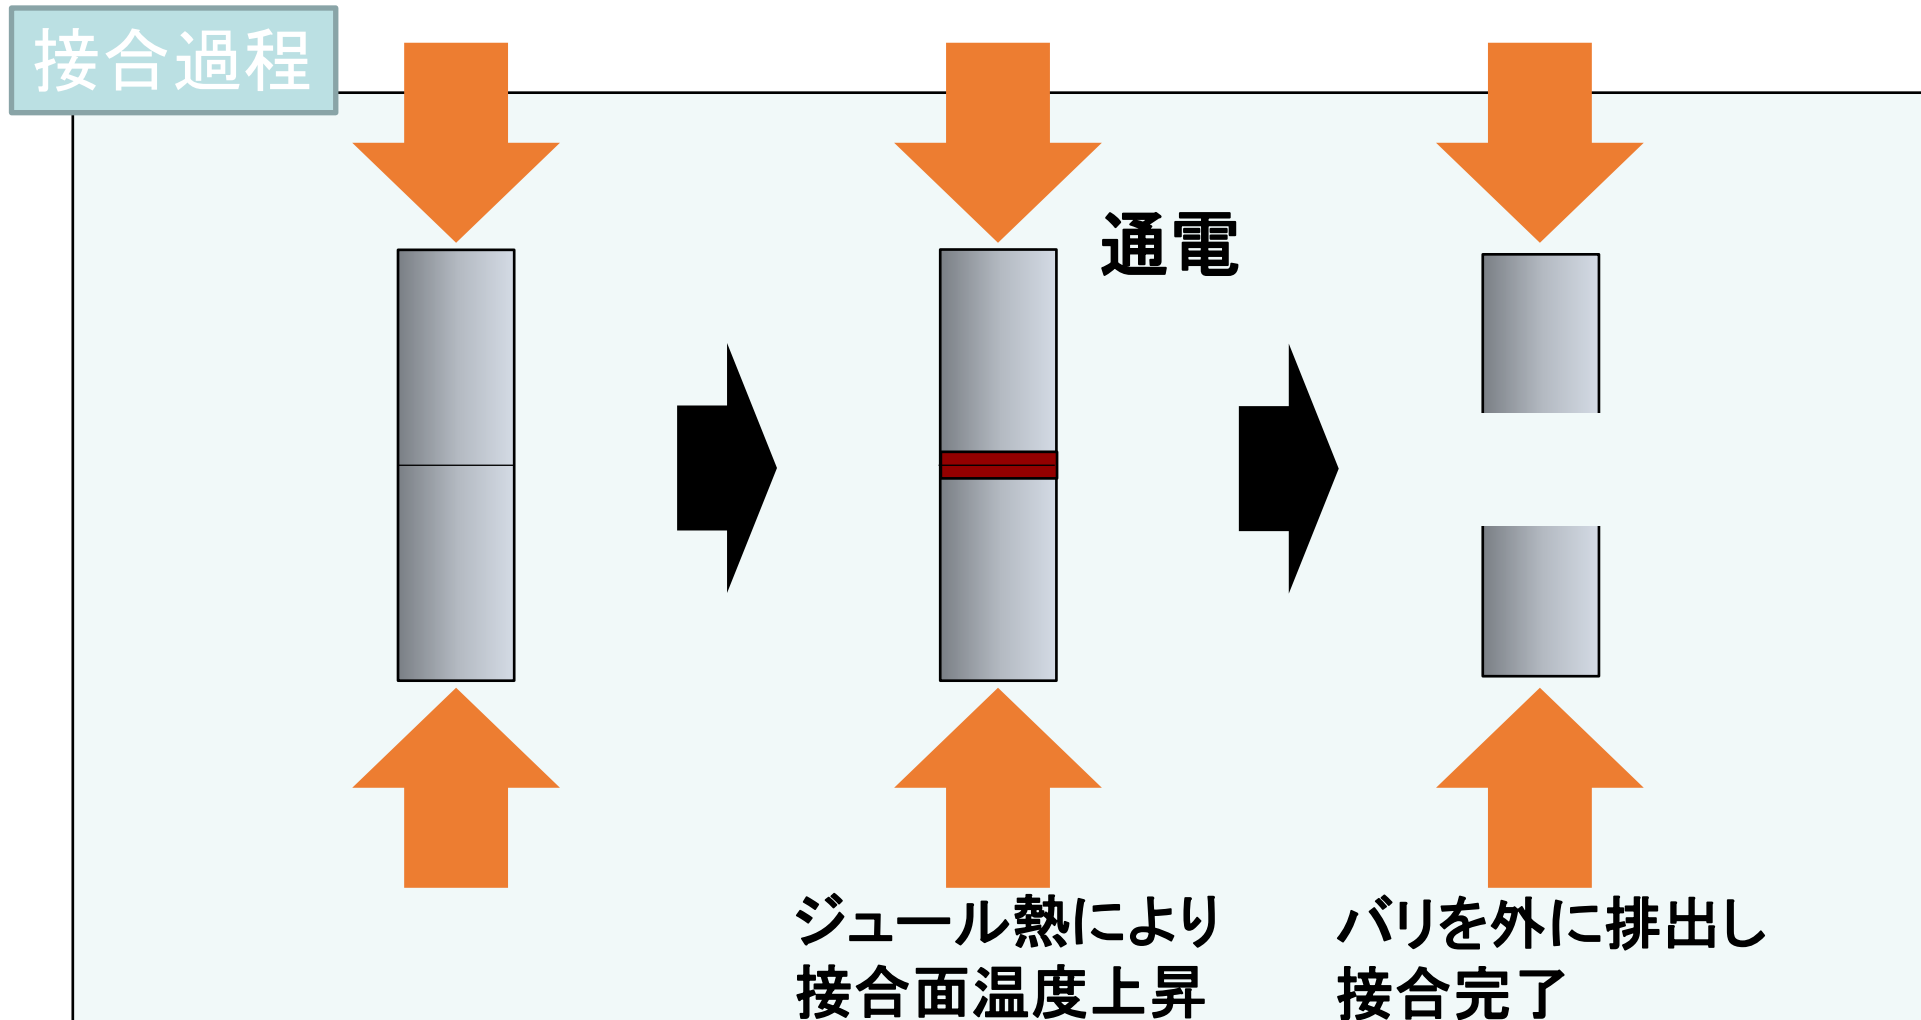 接合過程
通電
ジュール熱により
接合面温度上昇
バリを外に排出し
接合完了